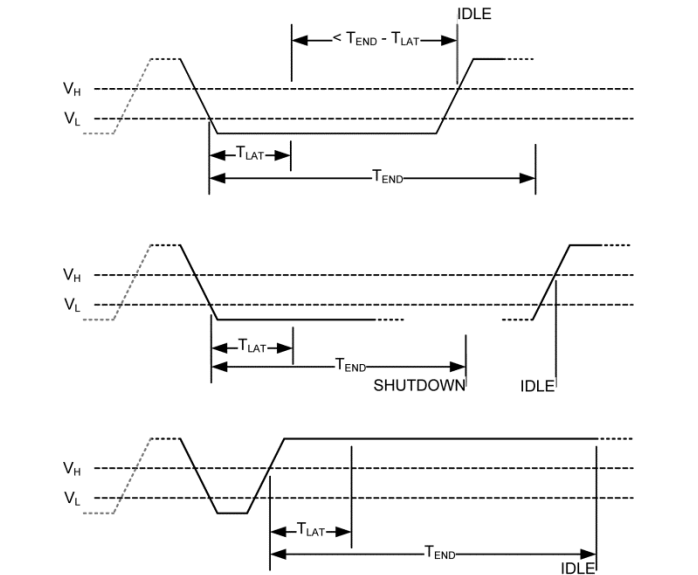 IDLE
< TEND - TLAT
VH
VL
TLAT
TEND
VH
VL
TLAT
TEND
SHUTDOWN
IDLE
VH
VL
TLAT
TEND
IDLE